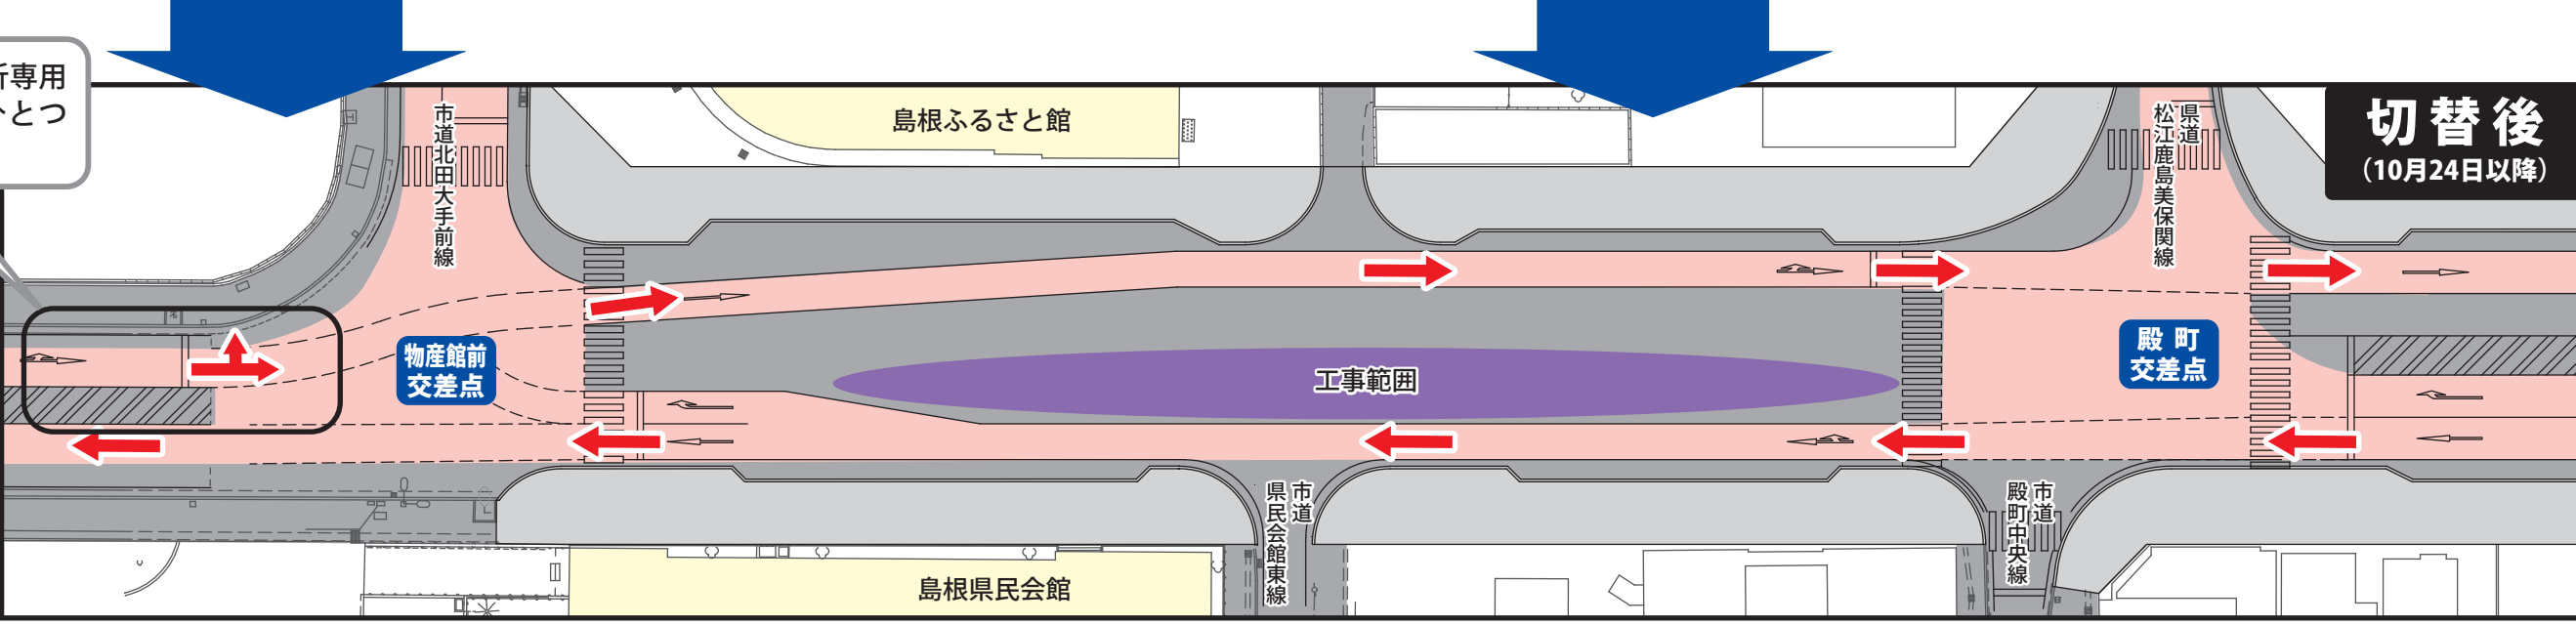 折専用
とつ
市道北田大手前線
島根ふるさと館
県道
松江鹿島美保関線
切替後
（10月24日以降）
物産館前
交差点
工事範囲
殿町
交差点
市道
県民会館東線
市道
殿町中央線
島根県民会館